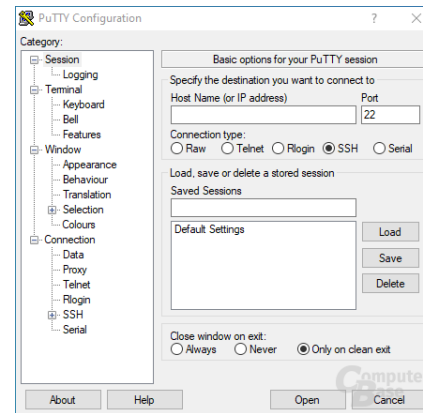 PuTTY Configuration
? ×
Category:
Session
Logging
Terminal
Keyboard
Bell
Features
Window
Appearance
Behaviour
Translation
Selection
Colours
Connection
Data
Proxy
Telnet
Rlogin
SSH
Serial
Basic options for your PuTTY session
Specify the destination you want to connect to
Host Name (or IP address) Port
22
Connection type:
Raw Telnet Rlogin SSH Serial
Load, save or delete a stored session
Saved Sessions
Default Settings
Load
Save
Delete
Close window on exit:
Always Never Only on clean exit
Compute
Base
About Help Open Cancel